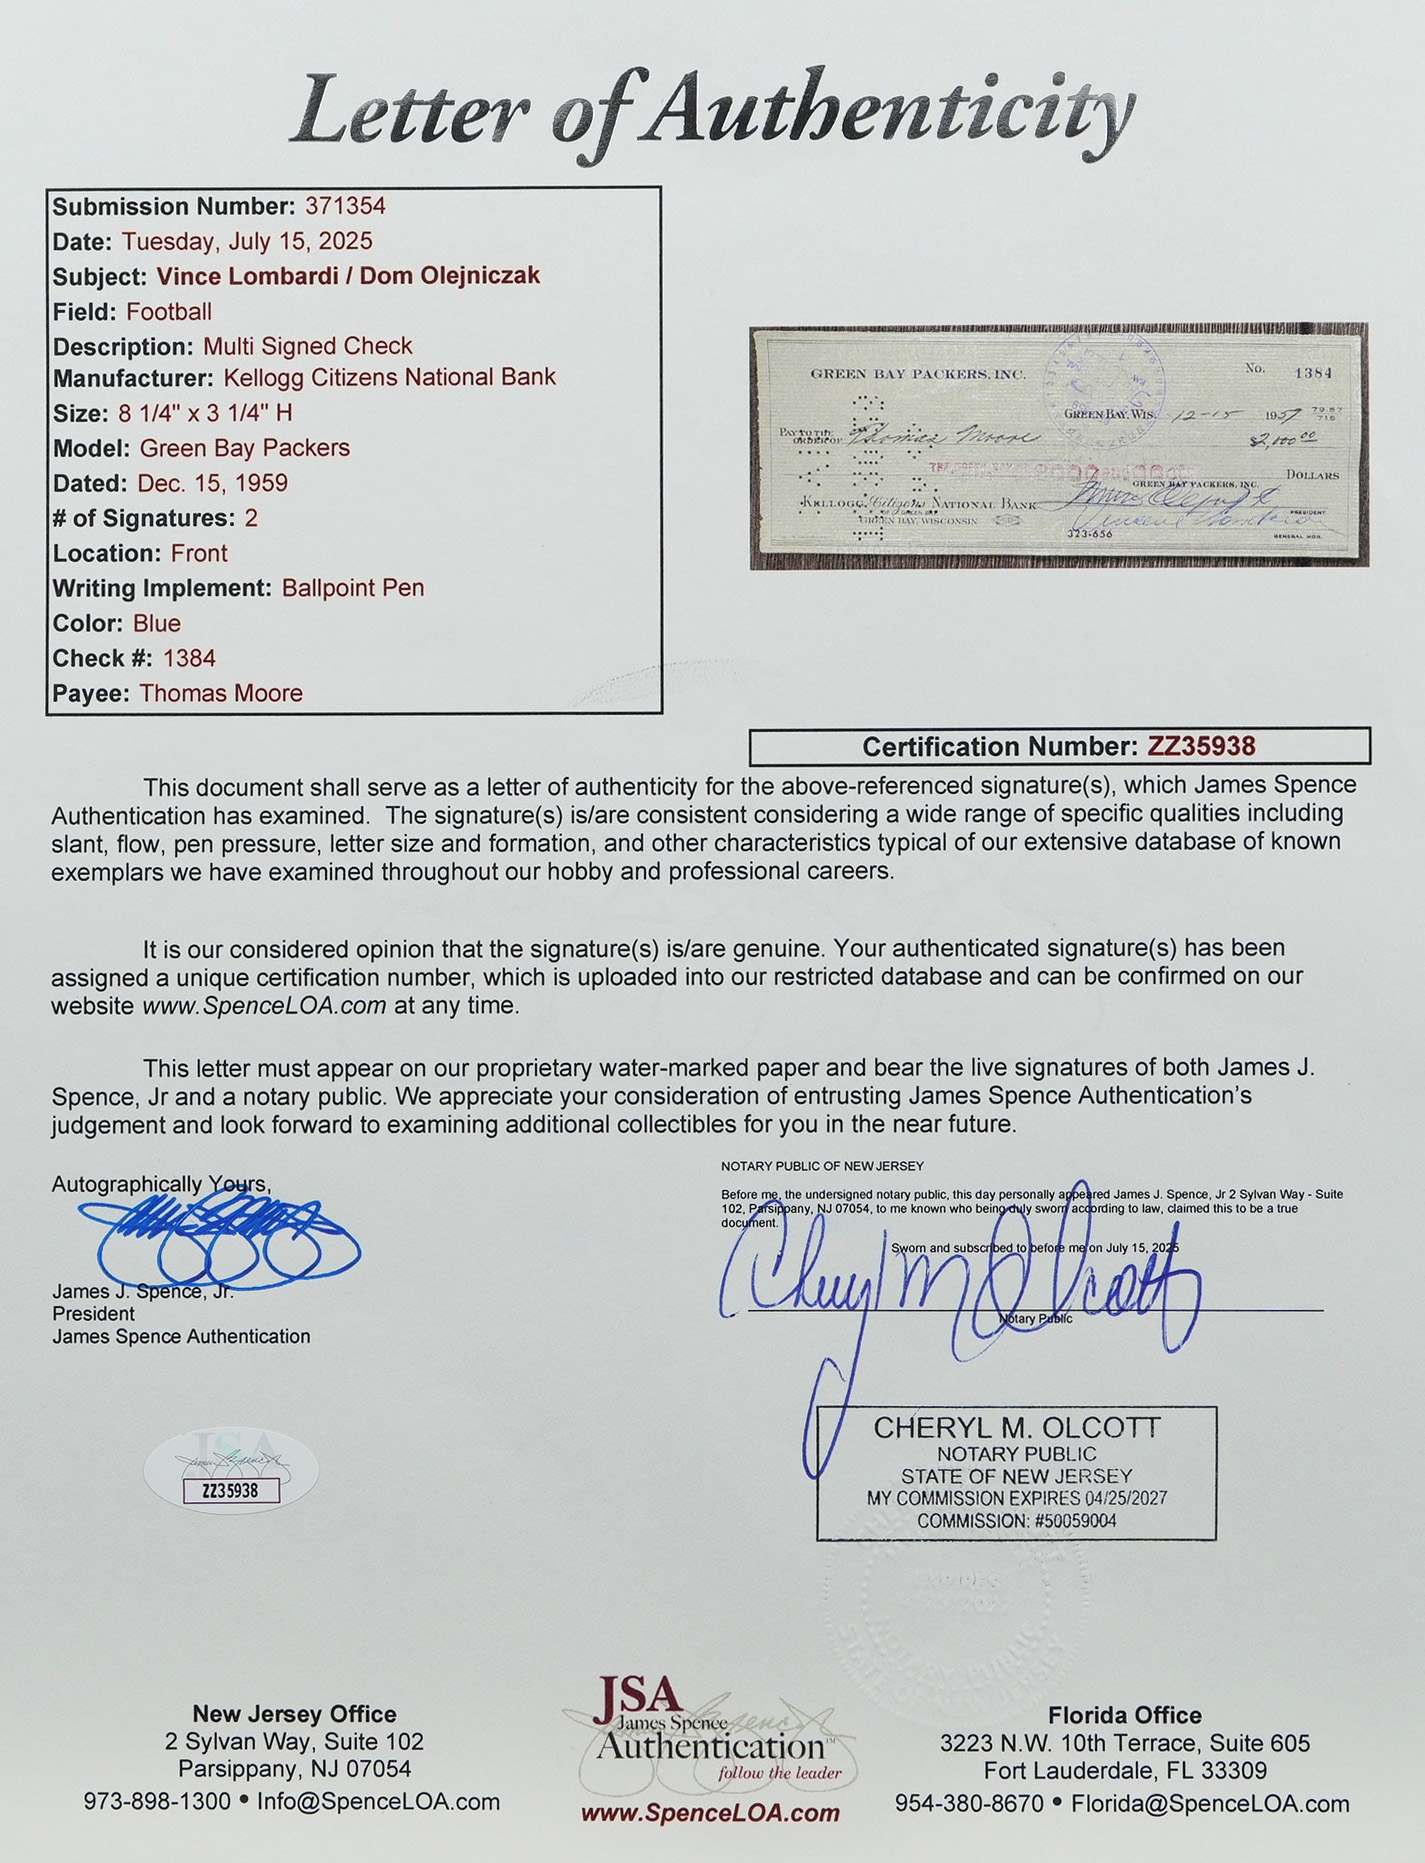 Letter of Authenticity
Submission Number: 371354
Date: Tuesday, July 15, 2025
Subject: Vince Lombardi / Dom Olejniczak
Field: Football
Description: Multi Signed Check
Manufacturer: Kellogg Citizens National Bank
Size: 8 1/4" x 3 1/4" H
Model: Green Bay Packers
Dated: Dec. 15, 1959
# of Signatures: 2
Location: Front
Writing Implement: Ballpoint Pen
Color: Blue
Check #: 1384
Payee: Thomas Moore
GREEN BAY PACKERS, INC.
No. 1384
GREEN BAY, WIS. 12-15 1959
PAY TO THE
ORDER OF Thomas Moore $2,000.00
DOLLARS
GREEN BAY PACKERS, INC.
KELLOGG Citizens NATIONAL BANK
PRESIDENT
GREEN BAY, WISCONSIN
323-656
GENERAL MGR.
Certification Number: ZZ35938
This document shall serve as a letter of authenticity for the above-referenced signature(s), which James Spence
Authentication has examined. The signature(s) is/are consistent considering a wide range of specific qualities including
slant, flow, pen pressure, letter size and formation, and other characteristics typical of our extensive database of known
exemplars we have examined throughout our hobby and professional careers.
It is our considered opinion that the signature(s) is/are genuine. Your authenticated signature(s) has been
assigned a unique certification number, which is uploaded into our restricted database and can be confirmed on our
website www.SpenceLOA.com at any time.
This letter must appear on our proprietary water-marked paper and bear the live signatures of both James J.
Spence, Jr and a notary public. We appreciate your consideration of entrusting James Spence Authentication's
judgement and look forward to examining additional collectibles for you in the near future.
Autographically Yours,
James J. Spence, Jr.
President
James Spence Authentication
NOTARY PUBLIC OF NEW JERSEY
Before me, the undersigned notary public, this day personally appeared James J. Spence, Jr 2 Sylvan Way - Suite
102, Parsippany, NJ 07054, to me known who being duly sworn according to law, claimed this to be a true
document.
Sworn and subscribed to before me on July 15, 2025
Cheryl M Olcott
Notary Public
CHERYL M. OLCOTT
NOTARY PUBLIC
STATE OF NEW JERSEY
MY COMMISSION EXPIRES 04/25/2027
COMMISSION: #50059004
JSA
ZZ35938
New Jersey Office
2 Sylvan Way, Suite 102
Parsippany, NJ 07054
973-898-1300 • Info@SpenceLOA.com
JSA
James Spence
Authentication™
follow the leader
www.SpenceLOA.com
Florida Office
3223 N.W. 10th Terrace, Suite 605
Fort Lauderdale, FL 33309
954-380-8670 • Florida@SpenceLOA.com